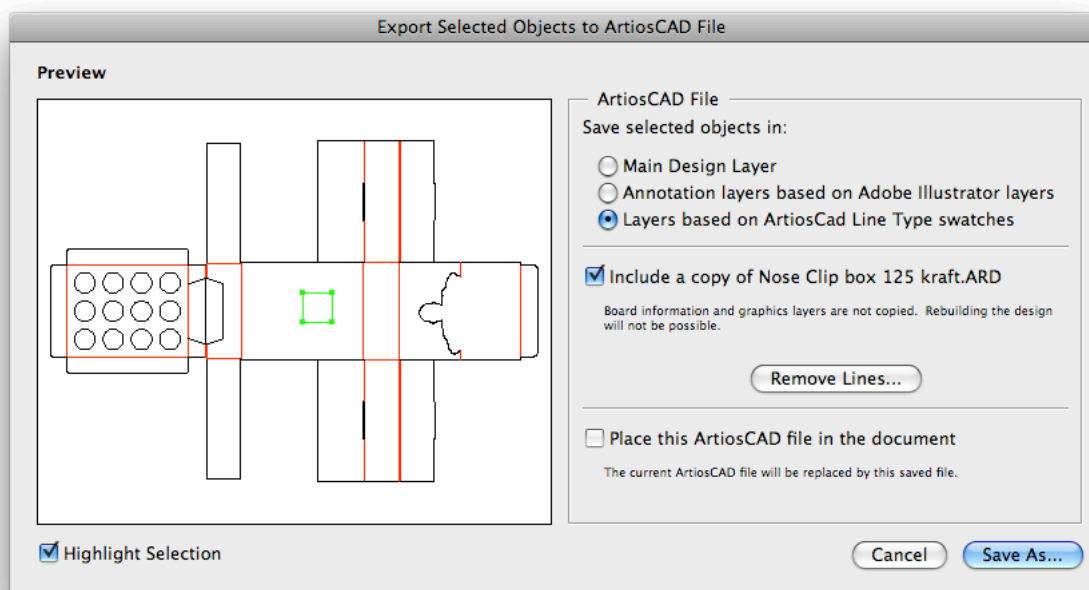 Export Selected Objects to ArtiosCAD File
Preview
ArtiosCAD File
Save selected objects in:
Main Design Layer
Annotation layers based on Adobe Illustrator layers
Layers based on ArtiosCad Line Type swatches
Include a copy of Nose Clip box 125 kraft.ARD
Board information and graphics layers are not copied. Rebuilding the design
will not be possible.
Remove Lines...
Place this ArtiosCAD file in the document
The current ArtiosCAD file will be replaced by this saved file.
Highlight Selection
Cancel
Save As...